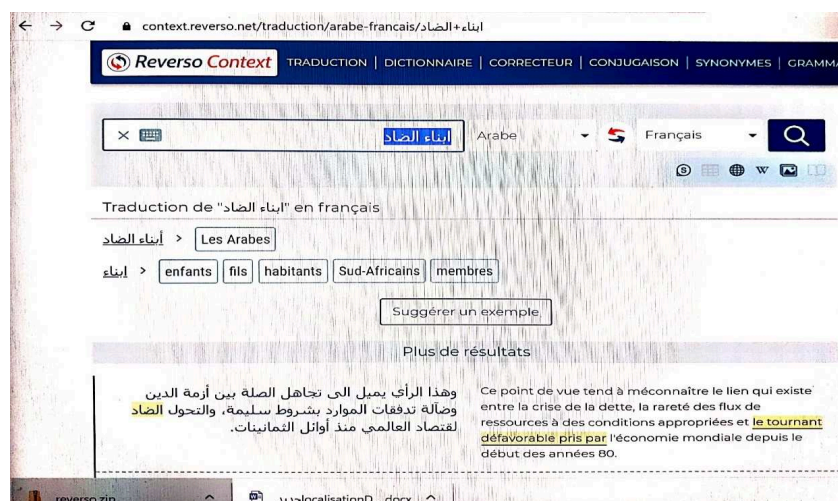 context.reverso.net/traduction/arabe-francais/ابناء+الضاد
Reverso Context TRADUCTION | DICTIONNAIRE | CORRECTEUR | CONJUGAISON | SYNONYMES | GRAMMA
ابناء الضاد Arabe Français
Traduction de "ابناء الضاد" en français
أبناء الضاد > Les Arabes
ابناء > enfants fils habitants Sud-Africains membres
Suggérer un exemple
Plus de résultats
وهذا الرأي يميل الى تجاهل الصلة بين أزمة الدين
وضآلة تدفقات الموارد بشروط سليمة، والتحول الضاد
لقتصاد العالمي منذ أوائل الثمانينات.
Ce point de vue tend à méconnaître le lien qui existe
entre la crise de la dette, la rareté des flux de
ressources à des conditions appropriées et le tournant
défavorable pris par l'économie mondiale depuis le
début des années 80.
reverso.zip